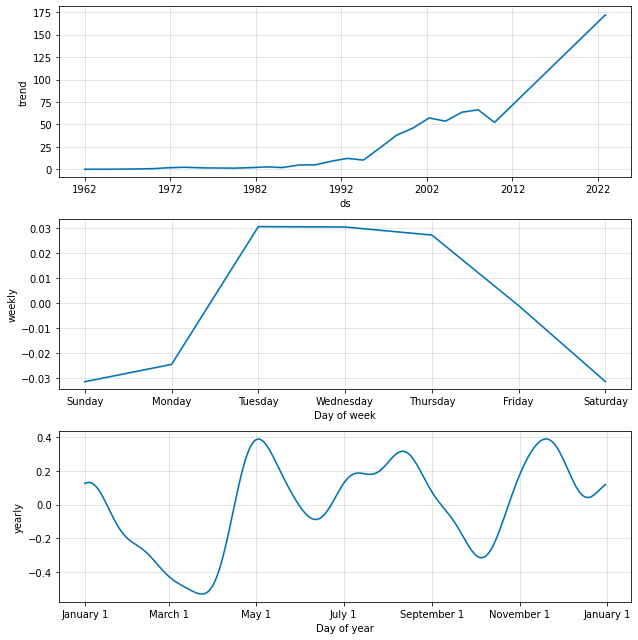 175
150
125
100
75
50
25
0
trend
1962 1972 1982 1992 2002 2012 2022
ds
0.03
0.02
0.01
0.00
−0.01
−0.02
−0.03
weekly
Sunday Monday Tuesday Wednesday Thursday Friday Saturday
Day of week
0.4
0.2
0.0
−0.2
−0.4
yearly
January 1 March 1 May 1 July 1 September 1 November 1 January 1
Day of year